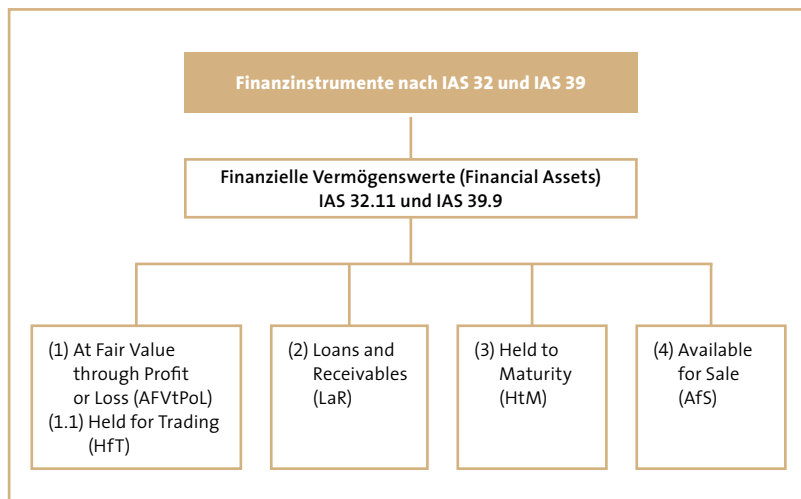 Finanzinstrumente nach IAS 32 und IAS 39
Finanzielle Vermögenswerte (Financial Assets)
IAS 32.11 und IAS 39.9
(1) At Fair Value
through Profit
or Loss (AFVtPoL)
(1.1) Held for Trading
(HfT)
(2) Loans and
Receivables
(LaR)
(3) Held to
Maturity
(HtM)
(4) Available
for Sale
(AfS)